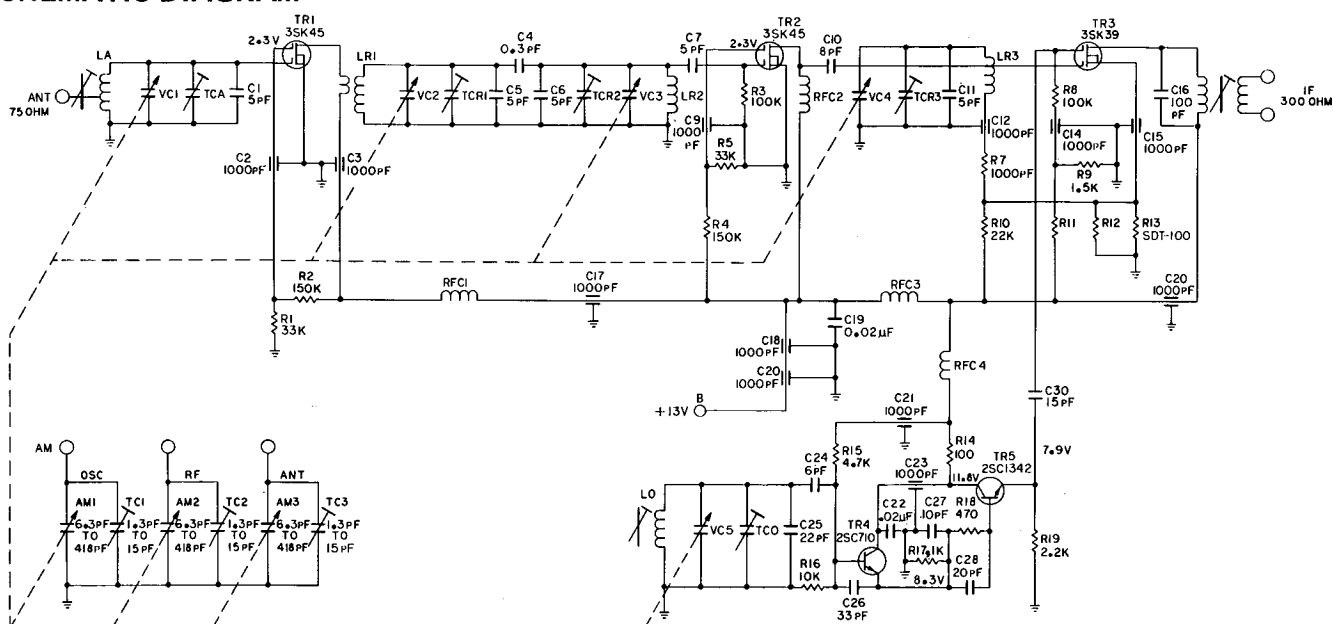 SCHEMATIC DIAGRAM
TR1
3SK45
2.3V
LA
ANT
75 OHM
VC1
TCA
C1
5PF
C2
1000PF
C3
1000PF
LR1
VC2
TCR1
C4
0.3PF
C5
5PF
C6
5PF
TCR2
VC3
LR2
C7
5PF
TR2
3SK45
2.3V
R3
100K
C9
1000
PF
R5
33K
R4
150K
RFC2
C10
8PF
VC4
TCR3
C11
5PF
LR3
C12
1000PF
R7
1000PF
R10
22K
TR3
3SK39
R8
100K
C14
1000PF
R9
1.5K
C15
1000PF
R11
R12
R13
SDT-100
C16
100
PF
IF
300 OHM
R2
150K
R1
33K
RFC1
C17
1000PF
RFC3
C19
0.02µF
C18
1000PF
C20
1000PF
B
+13V
C20
1000PF
RFC4
C21
1000PF
C30
15PF
7.9V
R14
100
TR5
2SC1342
11.8V
R15
4.7K
C24
6PF
C23
1000PF
C22
.02µF
C27
10PF
R18
470
TR4
2SC710
R17 1K
8.3V
C28
20PF
R19
2.2K
LO
VC5
TCO
C25
22PF
R16
10K
C26
33PF
AM
OSC
AM1
6.3PF
TO
418PF
TC1
1.3PF
TO
15PF
RF
AM2
6.3PF
TO
418PF
TC2
1.3PF
TO
15PF
ANT
AM3
6.3PF
TO
418PF
TC3
1.3PF
TO
15PF